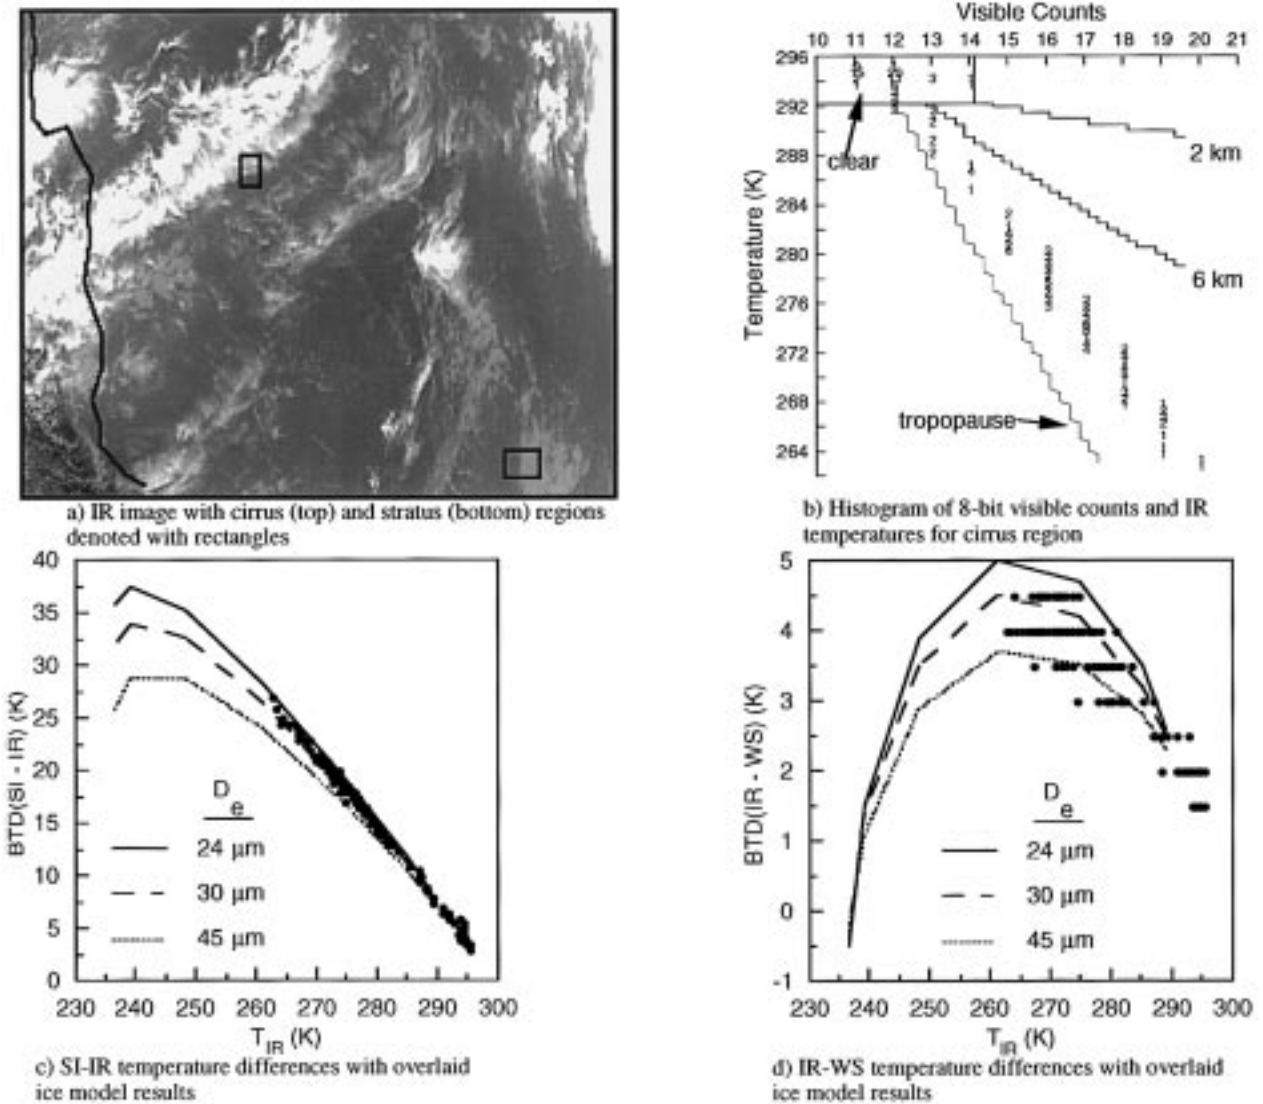 a) IR image with cirrus (top) and stratus (bottom) regions
denoted with rectangles
Visible Counts
10 11 12 13 14 15 16 17 18 19 20 21
296
292
288
284
280
276
272
268
264
Temperature (K)
clear
2 km
6 km
tropopause
b) Histogram of 8-bit visible counts and IR
temperatures for cirrus region
40
35
30
25
20
15
10
5
0
BTD(SI - IR) (K)
De
24 μm
30 μm
45 μm
230 240 250 260 270 280 290 300
TIR (K)
c) SI-IR temperature differences with overlaid
ice model results
5
4
3
2
1
0
-1
BTD(IR - WS) (K)
De
24 μm
30 μm
45 μm
230 240 250 260 270 280 290 300
TIR (K)
d) IR-WS temperature differences with overlaid
ice model results